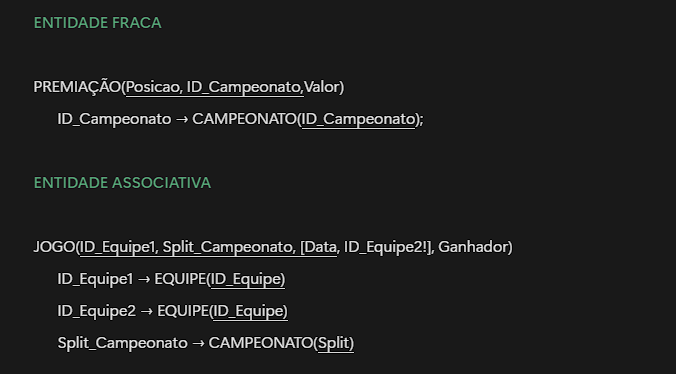 ENTIDADE FRACA
PREMIAÇÃO(Posicao, ID_Campeonato,Valor)
ID_Campeonato → CAMPEONATO(ID_Campeonato);
ENTIDADE ASSOCIATIVA
JOGO(ID_Equipe1, Split_Campeonato, [Data, ID_Equipe2!], Ganhador)
ID_Equipe1 → EQUIPE(ID_Equipe)
ID_Equipe2 → EQUIPE(ID_Equipe)
Split_Campeonato → CAMPEONATO(Split)